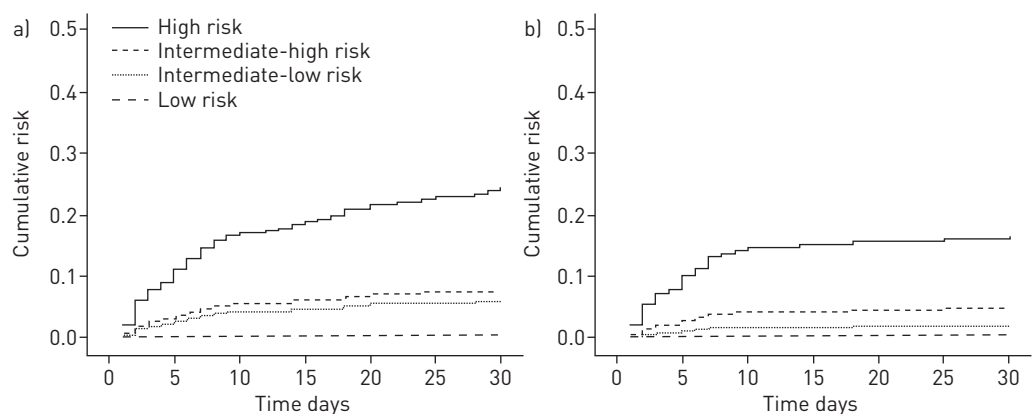 a)
0.5
0.4
0.3
0.2
0.1
0.0
Cumulative risk
High risk
Intermediate-high risk
Intermediate-low risk
Low risk
0 5 10 15 20 25 30
Time days
b)
0.5
0.4
0.3
0.2
0.1
0.0
Cumulative risk
0 5 10 15 20 25 30
Time days